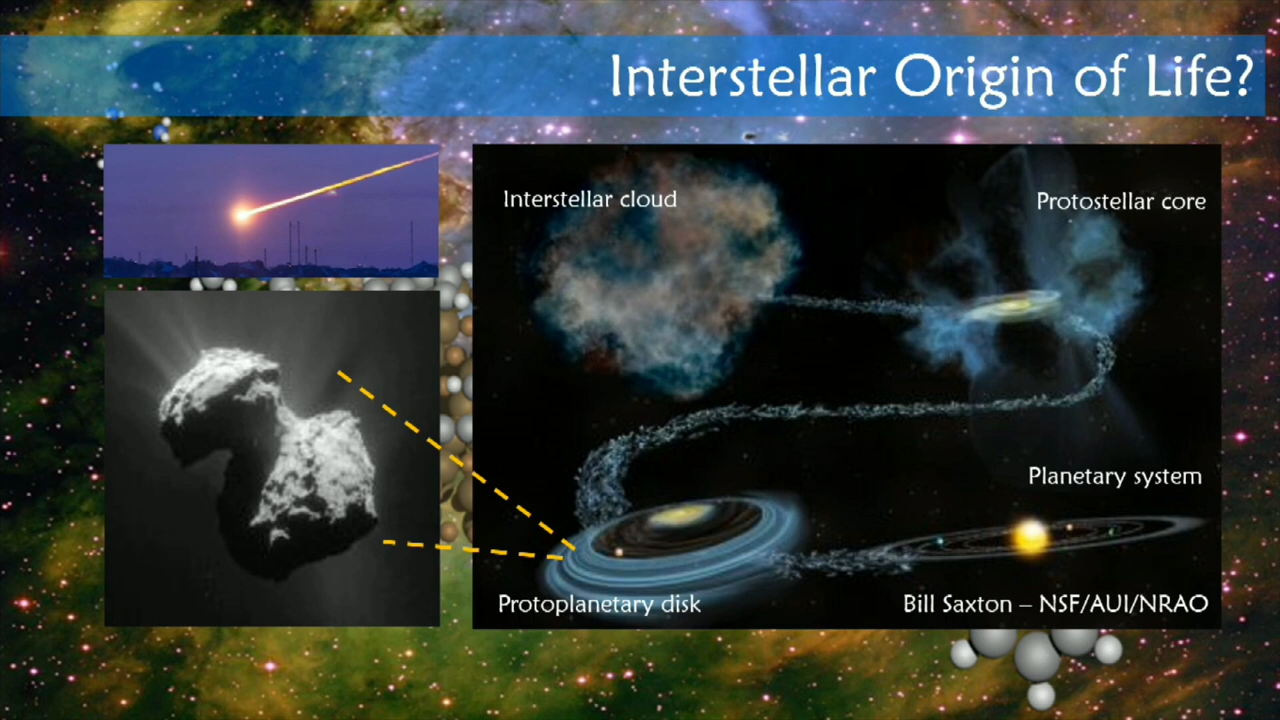 Interstellar Origin of Life?
Interstellar cloud
Protostellar core
Planetary system
Protoplanetary disk
Bill Saxton – NSF/AUI/NRAO